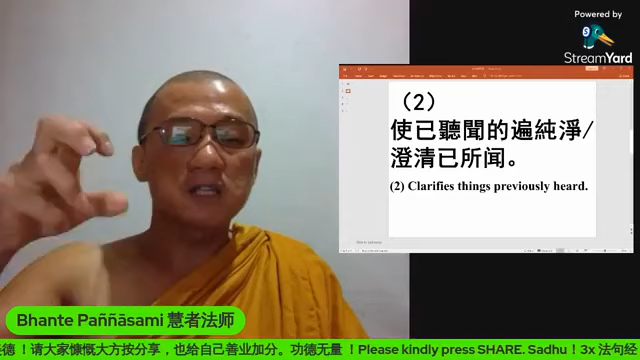 Powered by
StreamYard
（2）
使已聽聞的遍純淨/
澄清已所闻。
(2) Clarifies things previously heard.
Bhante Paññāsami 慧者法师
德！请大家慷慨大方按分享，也给自己善业加分。功德无量！Please kindly press SHARE. Sadhu！3x 法句经